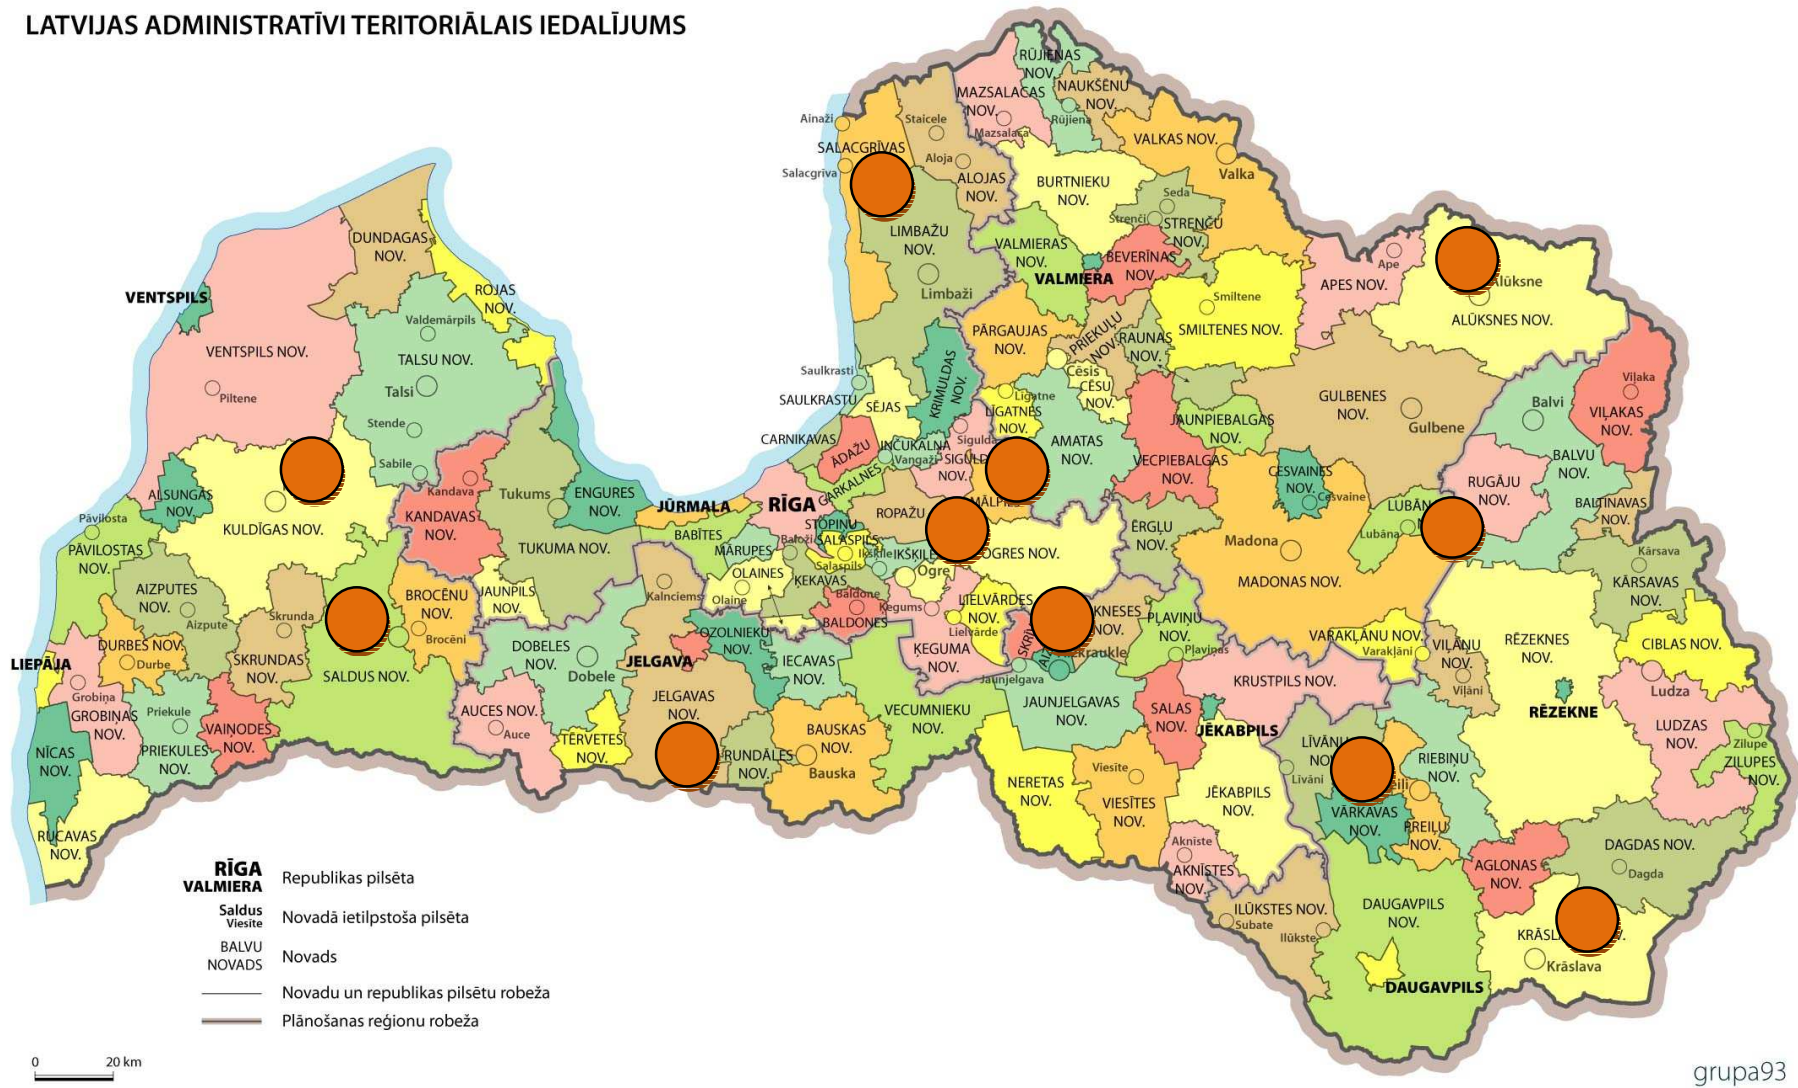 LATVIJAS ADMINISTRATĪVI TERITORIĀLAIS IEDALĪJUMS
RŪJIENAS
NOV.
NAUKŠĒNU
NOV.
MAZSALACAS
NOV.
Rūjiena
Mazsalaca
Ainaži
Staicele
SALACGRĪVAS
Salacgrīva
Aloja
ALOJAS
NOV.
VALKAS NOV.
Valka
BURTNIEKU
NOV.
Seda
Strenči
STRENČU
NOV.
LIMBAŽU
NOV.
Limbaži
VALMIERAS
NOV.
VALMIERA
BEVERĪNAS
NOV.
Ape
APES NOV.
Alūksne
ALŪKSNES NOV.
DUNDAGAS
NOV.
ROJAS
NOV.
VENTSPILS
Valdemārpils
VENTSPILS NOV.
TALSU NOV.
Piltene
Talsi
Stende
Sabile
Smiltene
SMILTENES NOV.
PĀRGAUJAS
NOV.
PRIEKUĻU
NOV.
RAUNAS
NOV.
Cēsis
CĒSU
NOV.
Saulkrasti
SAULKRASTU
SĒJAS
KRIMULDAS
NOV.
Līgatne
LĪGATNES
NOV.
AMATAS
NOV.
JAUNPIEBALGAS
NOV.
GULBENES
NOV.
Gulbene
Balvi
Viļaka
VIĻAKAS
NOV.
BALVU
NOV.
CARNIKAVAS
ĀDAŽU
INČUKALNA
Vangaži
Sigulda
NOV.
GARKALNES
VECPIEBALGAS
NOV.
CESVAINES
NOV.
Cesvaine
RUGĀJU
NOV.
BALTINAVAS
NOV.
Kandava
KANDAVAS
NOV.
Tukums
ENGURES
NOV.
JŪRMALA
RĪGA
ALSUNGAS
NOV.
KULDĪGAS NOV.
Pāvilosta
PĀVILOSTAS
NOV.
TUKUMA NOV.
BABĪTES
MĀRUPES
Baloži
STOPIŅU
SALASPILS
Salaspils
ROPAŽU
Ikšķile
OGRES NOV.
Ogre
ĒRGĻU
NOV.
Madona
MADONAS NOV.
Lubāna
Kārsava
KĀRSAVAS
NOV.
AIZPUTES
NOV.
Aizpute
Skrunda
SKRUNDAS
NOV.
BROCĒNU
NOV.
Brocēni
JAUNPILS
NOV.
Kalnciems
OLAINES
Olaine
ĶEKAVAS
Baldone
BALDONES
Ķegums
LIELVĀRDES
NOV.
Lielvārde
ĶEGUMA
NOV.
KNESES
NOV.
PĻAVIŅU
NOV.
Pļaviņas
VARAKĻĀNU NOV.
Varakļāni
VIĻĀNU
NOV.
Viļāni
RĒZEKNES
NOV.
CIBLAS NOV.
DURBES NOV.
Durbe
LIEPĀJA
Grobiņa
GROBIŅAS
NOV.
SALDUS NOV.
DOBELES
NOV.
Dobele
JELGAVA
OZOLNIEKU
NOV.
IECAVAS
NOV.
JELGAVAS
NOV.
Jaunjelgava
JAUNJELGAVAS
NOV.
KRUSTPILS NOV.
SALAS
NOV.
JĒKABPILS
RĒZEKNE
Ludza
LUDZAS
NOV.
Zilupe
ZILUPES
NOV.
Priekule
PRIEKULES
NOV.
VAIŅODES
NOV.
NĪCAS
NOV.
RUCAVAS
NOV.
AUCES NOV.
Auce
TĒRVETES
NOV.
RUNDĀLES
NOV.
BAUSKAS
NOV.
Bauska
VECUMNIEKU
NOV.
NERETAS
NOV.
Viesīte
VIESĪTES
NOV.
JĒKABPILS
NOV.
Līvāni
RIEBIŅU
NOV.
VĀRKAVAS
NOV.
PREIĻU
NOV.
Aknīste
AKNĪSTES
NOV.
AGLONAS
NOV.
DAGDAS NOV.
Dagda
ILŪKSTES NOV.
Subate
Ilūkste
DAUGAVPILS
NOV.
DAUGAVPILS
Krāslava
RĪGA
VALMIERA
Republikas pilsēta
Saldus
Viesīte
Novadā ietilpstoša pilsēta
BALVU
NOVADS
Novads
Novadu un republikas pilsētu robeža
Plānošanas reģionu robeža
0 20 km
grupa93